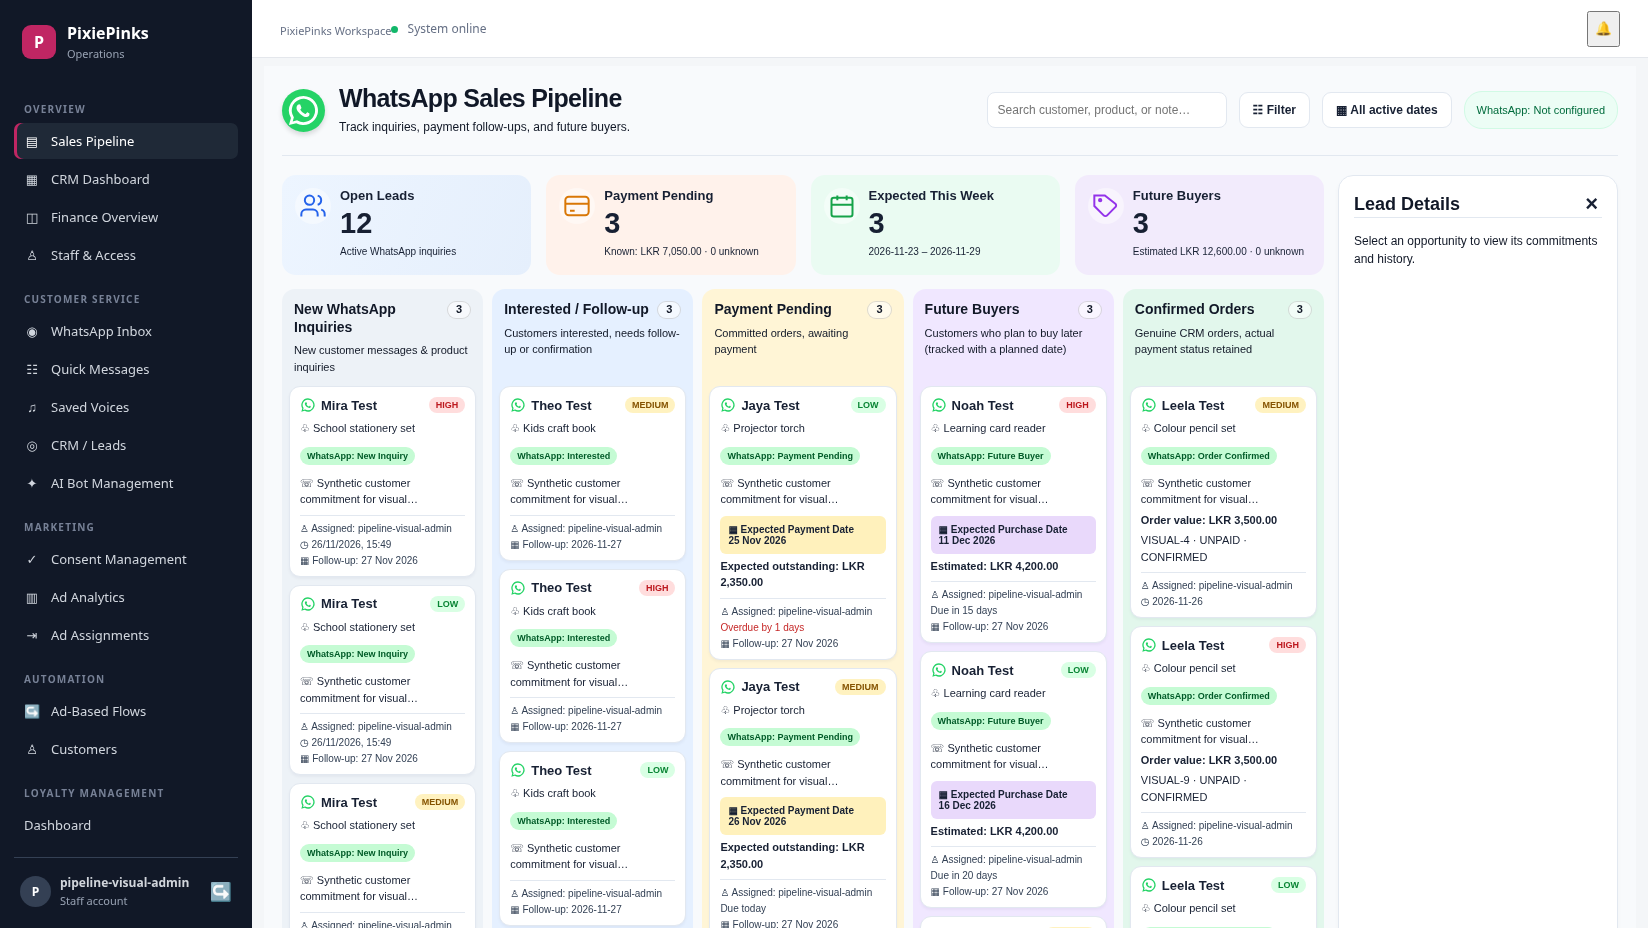 P
PixiePinks
Operations
OVERVIEW
Sales Pipeline
CRM Dashboard
Finance Overview
Staff & Access
CUSTOMER SERVICE
WhatsApp Inbox
Quick Messages
Saved Voices
CRM / Leads
AI Bot Management
MARKETING
Consent Management
Ad Analytics
Ad Assignments
AUTOMATION
Ad-Based Flows
Customers
LOYALTY MANAGEMENT
Dashboard
P
pipeline-visual-admin
Staff account
PixiePinks Workspace
System online
WhatsApp Sales Pipeline
Track inquiries, payment follow-ups, and future buyers.
Search customer, product, or note…
Filter
All active dates
WhatsApp: Not configured
Open Leads
12
Active WhatsApp inquiries
Payment Pending
3
Known: LKR 7,050.00 · 0 unknown
Expected This Week
3
2026-11-23 – 2026-11-29
Future Buyers
3
Estimated LKR 12,600.00 · 0 unknown
New WhatsApp
Inquiries
3
New customer messages & product
inquiries
Mira Test
HIGH
School stationery set
WhatsApp: New Inquiry
Synthetic customer
commitment for visual…
Assigned: pipeline-visual-admin
26/11/2026, 15:49
Follow-up: 27 Nov 2026
Mira Test
LOW
School stationery set
WhatsApp: New Inquiry
Synthetic customer
commitment for visual…
Assigned: pipeline-visual-admin
26/11/2026, 15:49
Follow-up: 27 Nov 2026
Mira Test
MEDIUM
School stationery set
WhatsApp: New Inquiry
Synthetic customer
commitment for visual…
Assigned: pipeline-visual-admin
Interested / Follow-up
3
Customers interested, needs follow-
up or confirmation
Theo Test
MEDIUM
Kids craft book
WhatsApp: Interested
Synthetic customer
commitment for visual…
Assigned: pipeline-visual-admin
Follow-up: 2026-11-27
Theo Test
HIGH
Kids craft book
WhatsApp: Interested
Synthetic customer
commitment for visual…
Assigned: pipeline-visual-admin
Follow-up: 2026-11-27
Theo Test
LOW
Kids craft book
WhatsApp: Interested
Synthetic customer
commitment for visual…
Assigned: pipeline-visual-admin
Follow-up: 2026-11-27
Payment Pending
3
Committed orders, awaiting
payment
Jaya Test
LOW
Projector torch
WhatsApp: Payment Pending
Synthetic customer
commitment for visual…
Expected Payment Date
25 Nov 2026
Expected outstanding: LKR
2,350.00
Assigned: pipeline-visual-admin
Overdue by 1 days
Follow-up: 27 Nov 2026
Jaya Test
MEDIUM
Projector torch
WhatsApp: Payment Pending
Synthetic customer
commitment for visual…
Expected Payment Date
26 Nov 2026
Expected outstanding: LKR
2,350.00
Assigned: pipeline-visual-admin
Due today
Follow-up: 27 Nov 2026
Future Buyers
3
Customers who plan to buy later
(tracked with a planned date)
Noah Test
HIGH
Learning card reader
WhatsApp: Future Buyer
Synthetic customer
commitment for visual…
Expected Purchase Date
11 Dec 2026
Estimated: LKR 4,200.00
Assigned: pipeline-visual-admin
Due in 15 days
Follow-up: 27 Nov 2026
Noah Test
LOW
Learning card reader
WhatsApp: Future Buyer
Synthetic customer
commitment for visual…
Expected Purchase Date
16 Dec 2026
Estimated: LKR 4,200.00
Assigned: pipeline-visual-admin
Due in 20 days
Follow-up: 27 Nov 2026
Confirmed Orders
3
Genuine CRM orders, actual
payment status retained
Leela Test
MEDIUM
Colour pencil set
WhatsApp: Order Confirmed
Synthetic customer
commitment for visual…
Order value: LKR 3,500.00
VISUAL-4 · UNPAID ·
CONFIRMED
Assigned: pipeline-visual-admin
2026-11-26
Leela Test
HIGH
Colour pencil set
WhatsApp: Order Confirmed
Synthetic customer
commitment for visual…
Order value: LKR 3,500.00
VISUAL-9 · UNPAID ·
CONFIRMED
Assigned: pipeline-visual-admin
2026-11-26
Leela Test
LOW
Colour pencil set
Lead Details
×
Select an opportunity to view its commitments
and history.